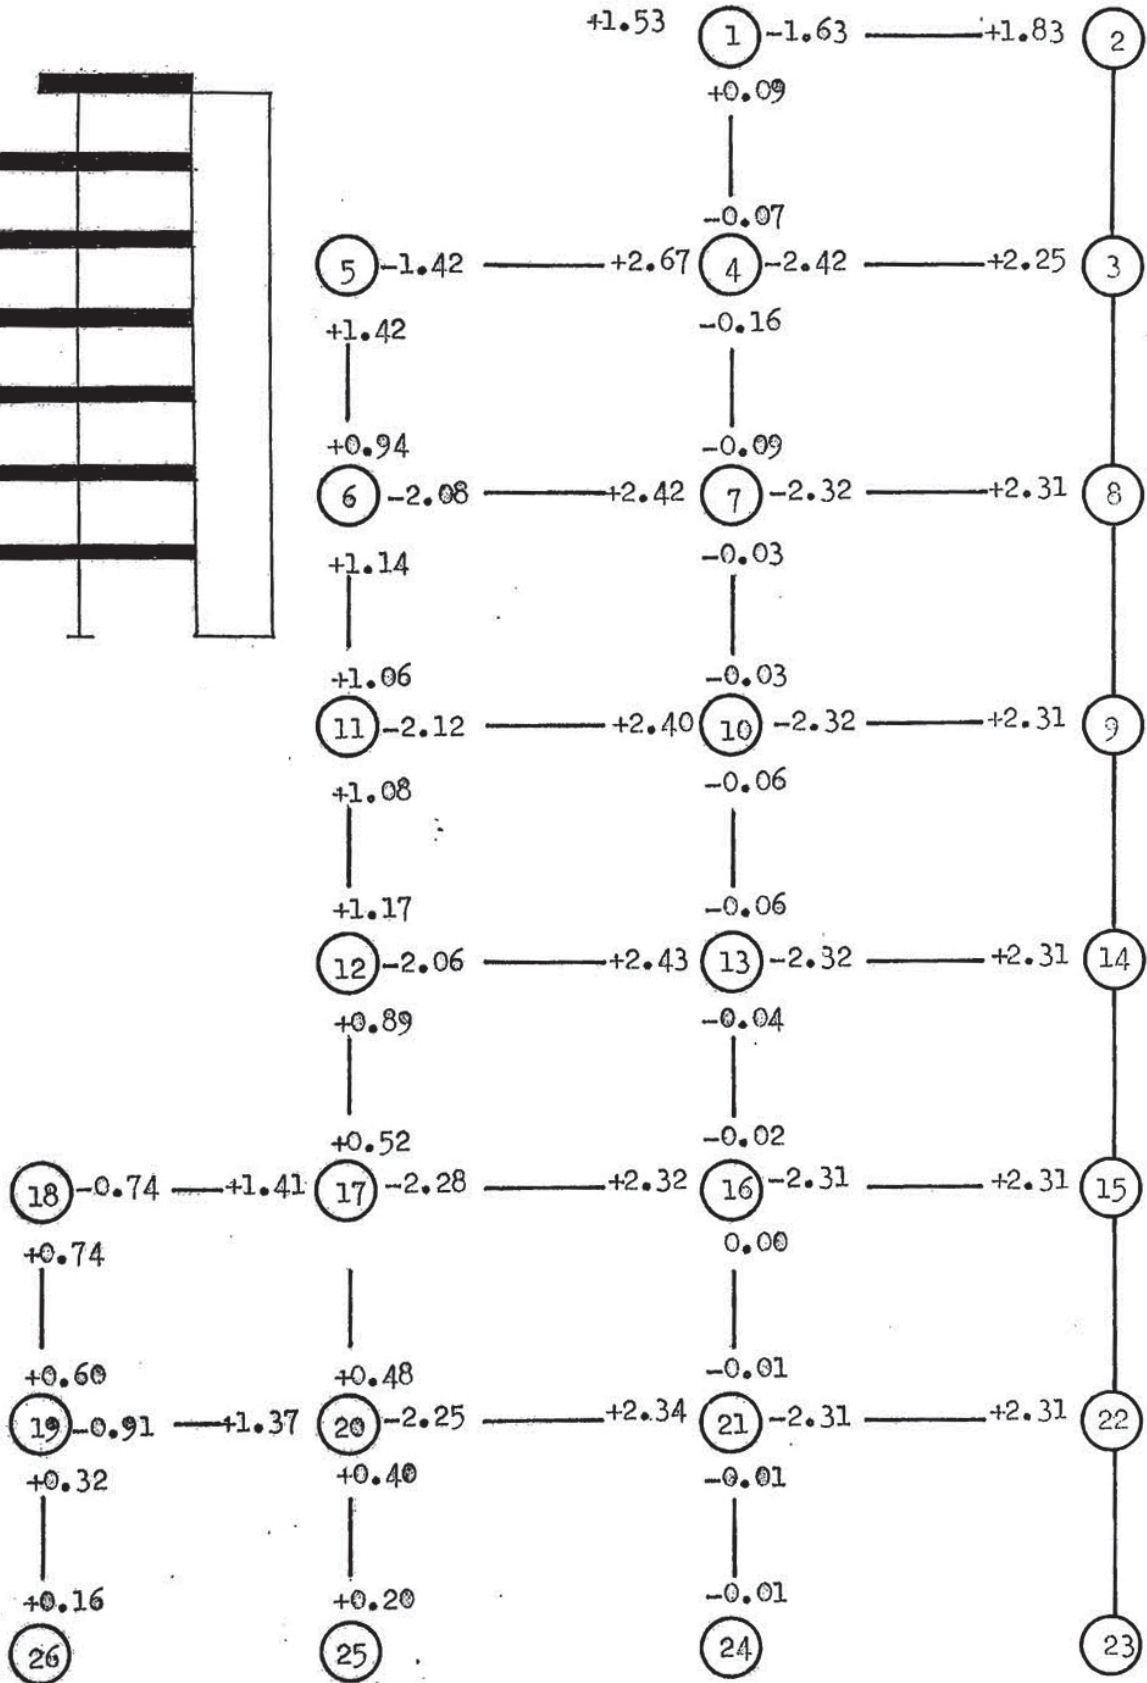 +1.53 1 -1.63 +1.83 2
+0.09
-0.07
5 -1.42 +2.67 4 -2.42 +2.25 3
+1.42 -0.16
+0.94 -0.09
6 -2.08 +2.42 7 -2.32 +2.31 8
+1.14 -0.03
+1.06 -0.03
11 -2.12 +2.40 10 -2.32 +2.31 9
+1.08 -0.06
+1.17 -0.06
12 -2.06 +2.43 13 -2.32 +2.31 14
+0.89 -0.04
+0.52 -0.02
18 -0.74 +1.41 17 -2.28 +2.32 16 -2.31 +2.31 15
+0.74 0.00
+0.60 +0.48 -0.01
19 -0.91 +1.37 20 -2.25 +2.34 21 -2.31 +2.31 22
+0.32 +0.40 -0.01
+0.16 +0.20 -0.01
26 25 24 23